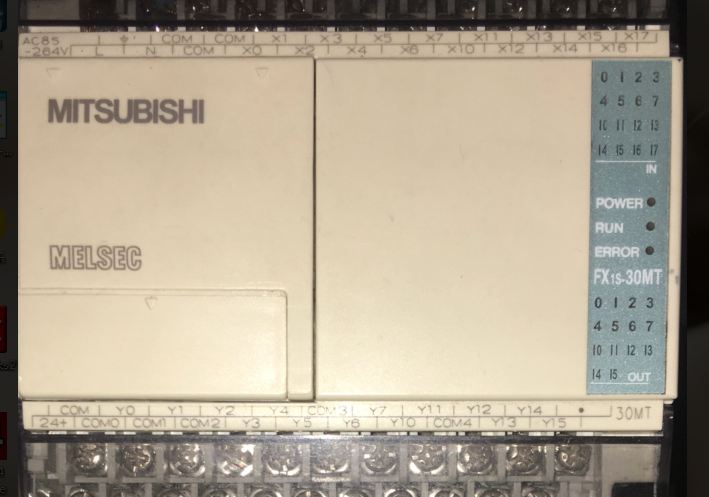 AC85 ⏚ COM COM X1 X3 X5 X7 X11 X13 X15 X17
-264V L N COM X0 X2 X4 X6 X10 X12 X14 X16
MITSUBISHI
MELSEC
0 1 2 3
4 5 6 7
10 11 12 13
14 15 16 17
IN
POWER
RUN
ERROR
FX1S-30MT
0 1 2 3
4 5 6 7
10 11 12 13
14 15 OUT
COM Y0 Y1 Y2 Y4 COM3 Y7 Y11 Y12 Y14 •
24+ COM0 COM1 COM2 Y3 Y5 Y6 Y10 COM4 Y13 Y15
30MT